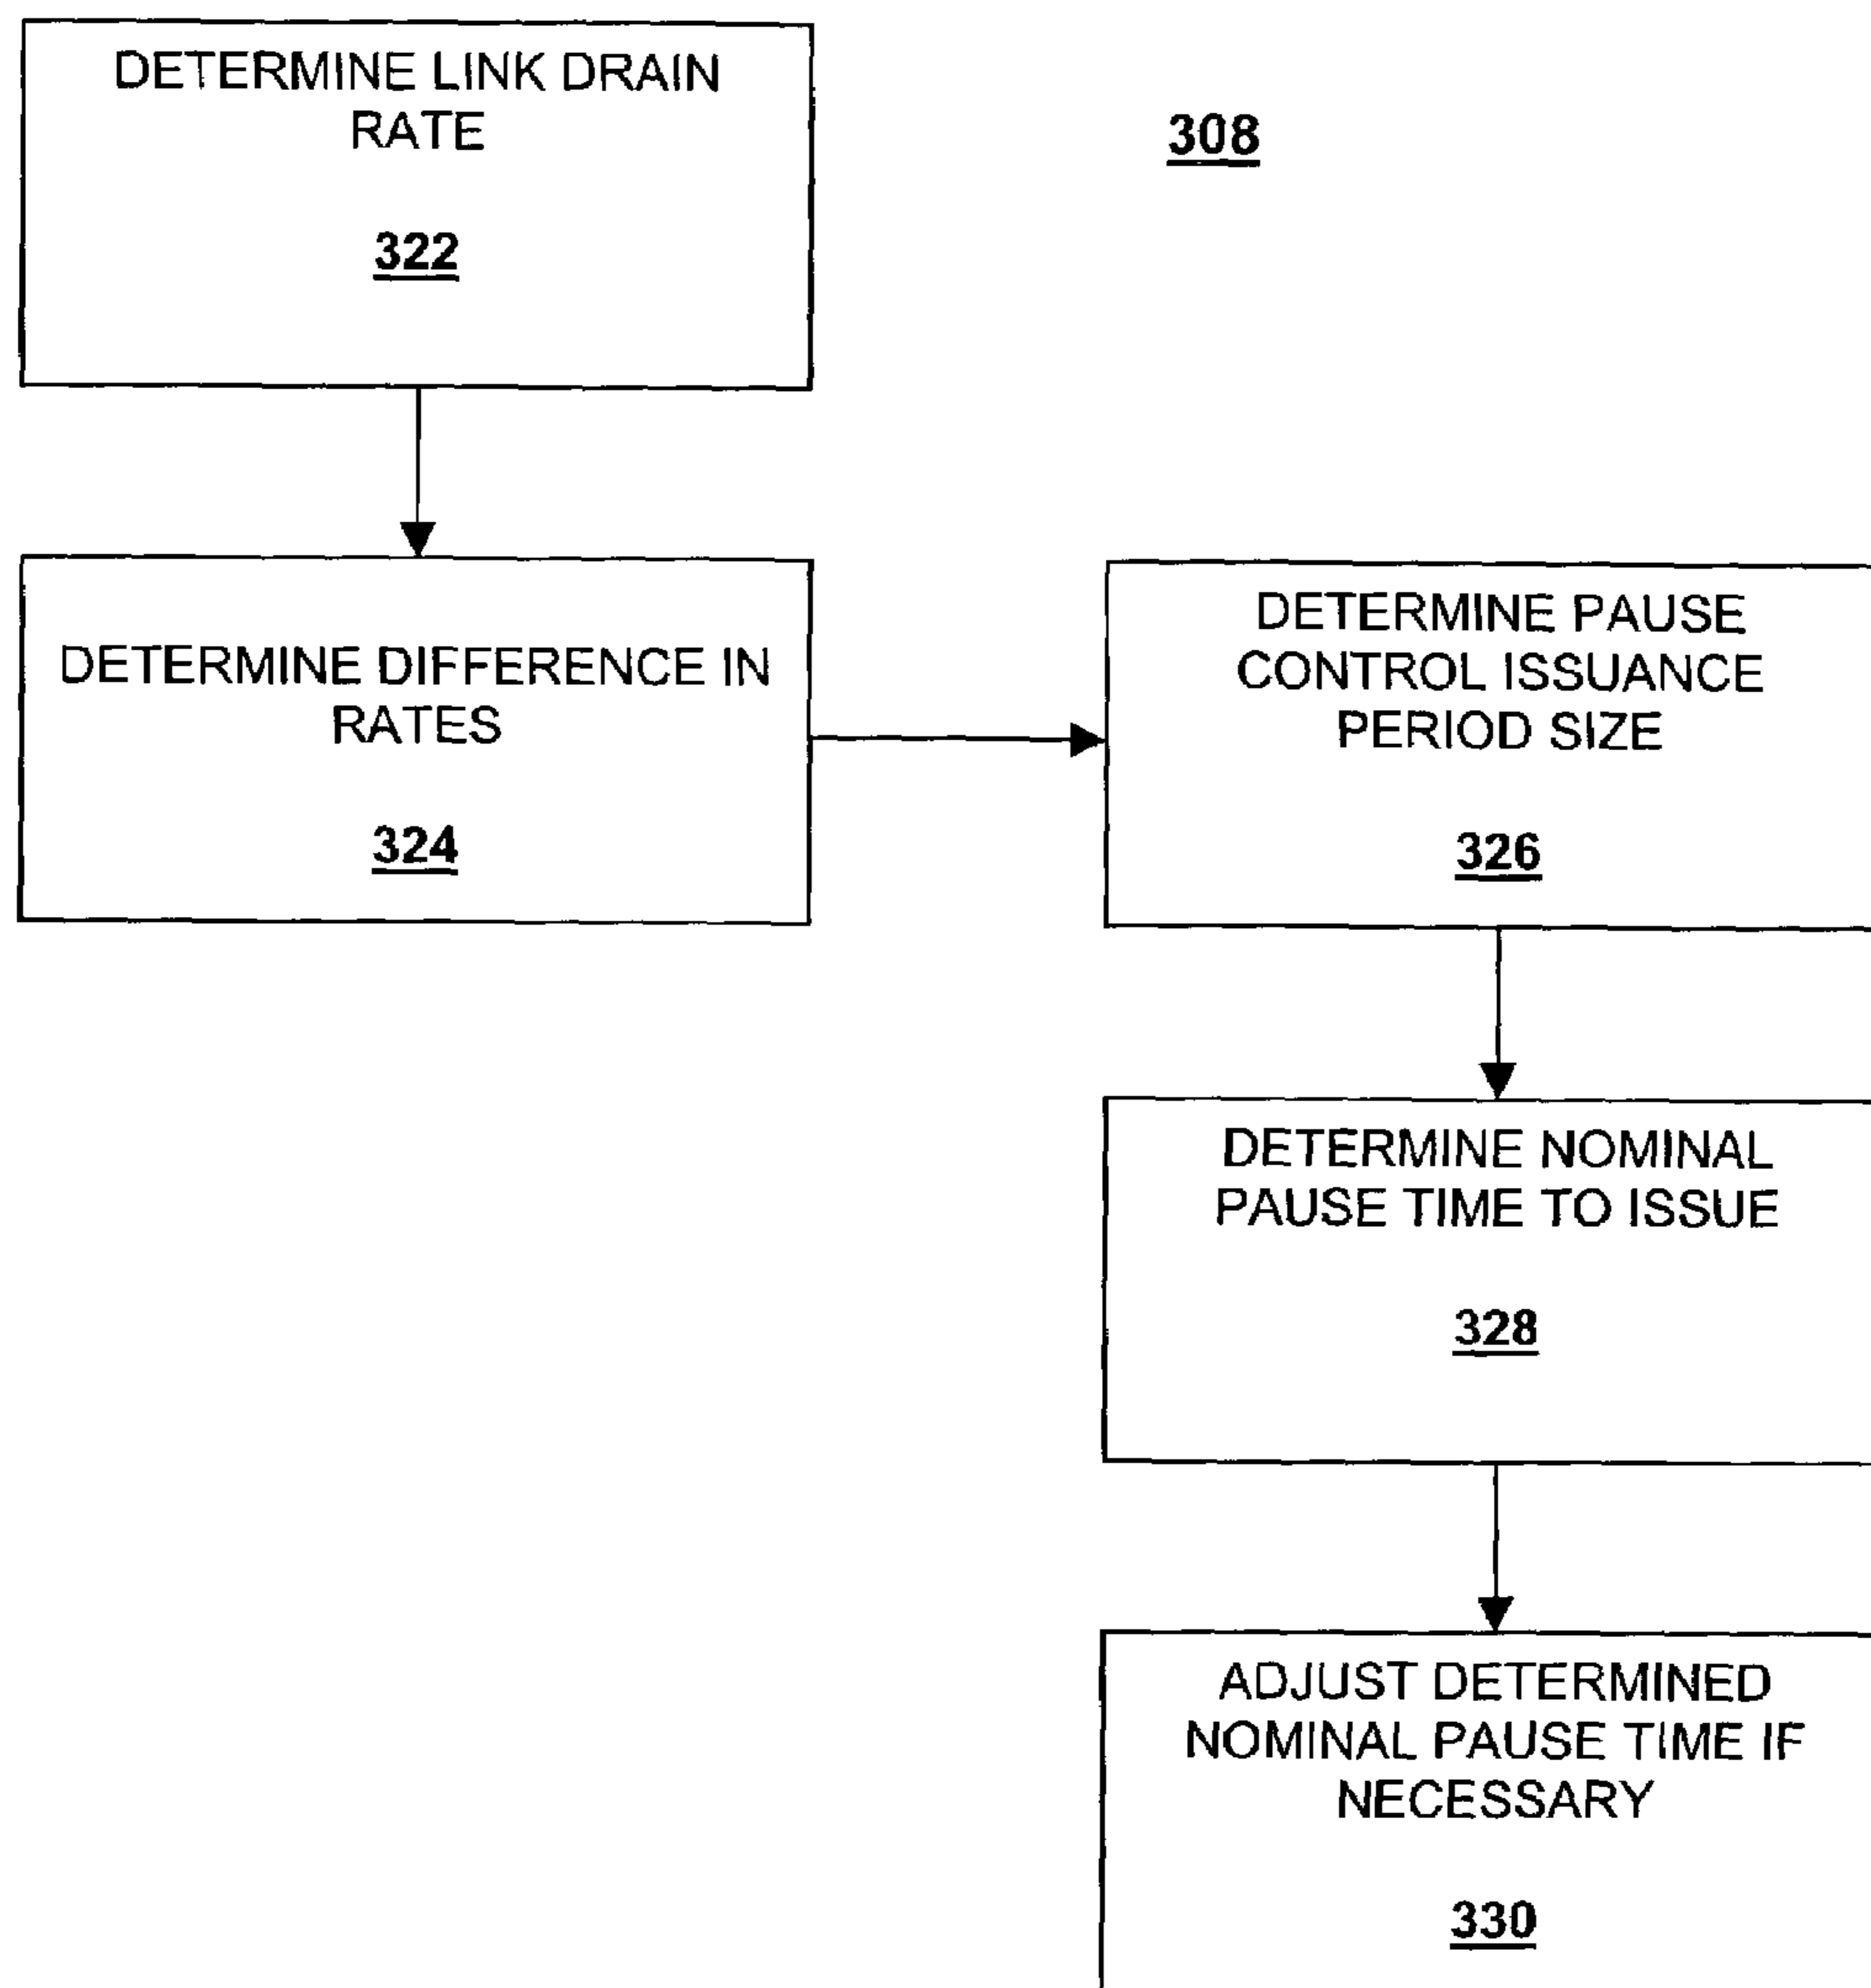 DETERMINE LINK DRAIN
RATE
322
308
DETERMINE DIFFERENCE IN
RATES
324
DETERMINE PAUSE
CONTROL ISSUANCE
PERIOD SIZE
326
DETERMINE NOMINAL
PAUSE TIME TO ISSUE
328
ADJUST DETERMINED
NOMINAL PAUSE TIME IF
NECESSARY
330